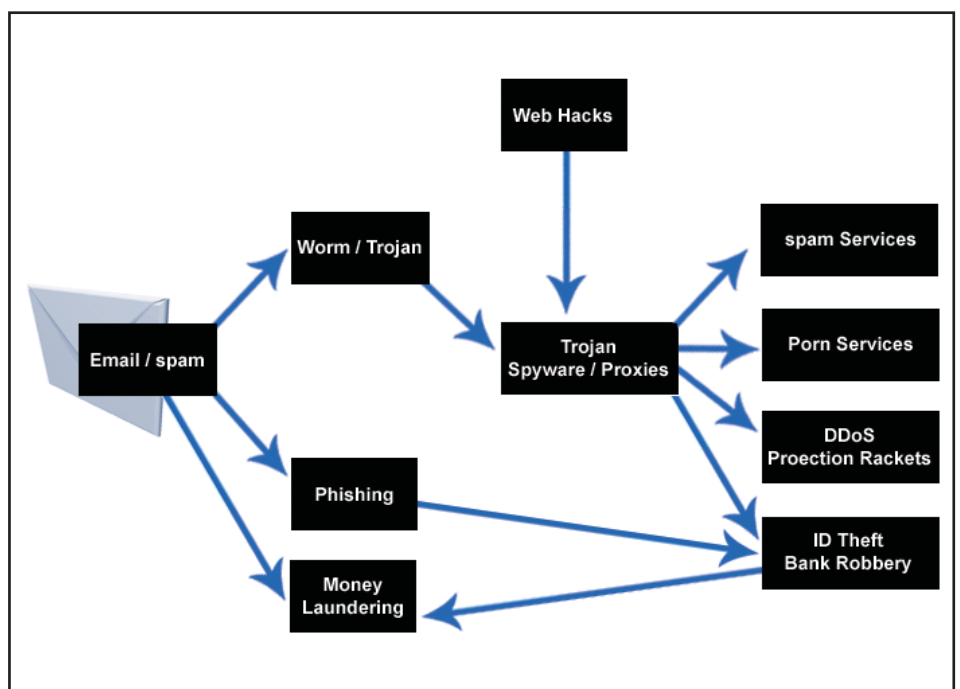 Web Hacks
Worm / Trojan
spam Services
Email / spam
Trojan
Spyware / Proxies
Porn Services
DDoS
Proection Rackets
Phishing
ID Theft
Bank Robbery
Money
Laundering